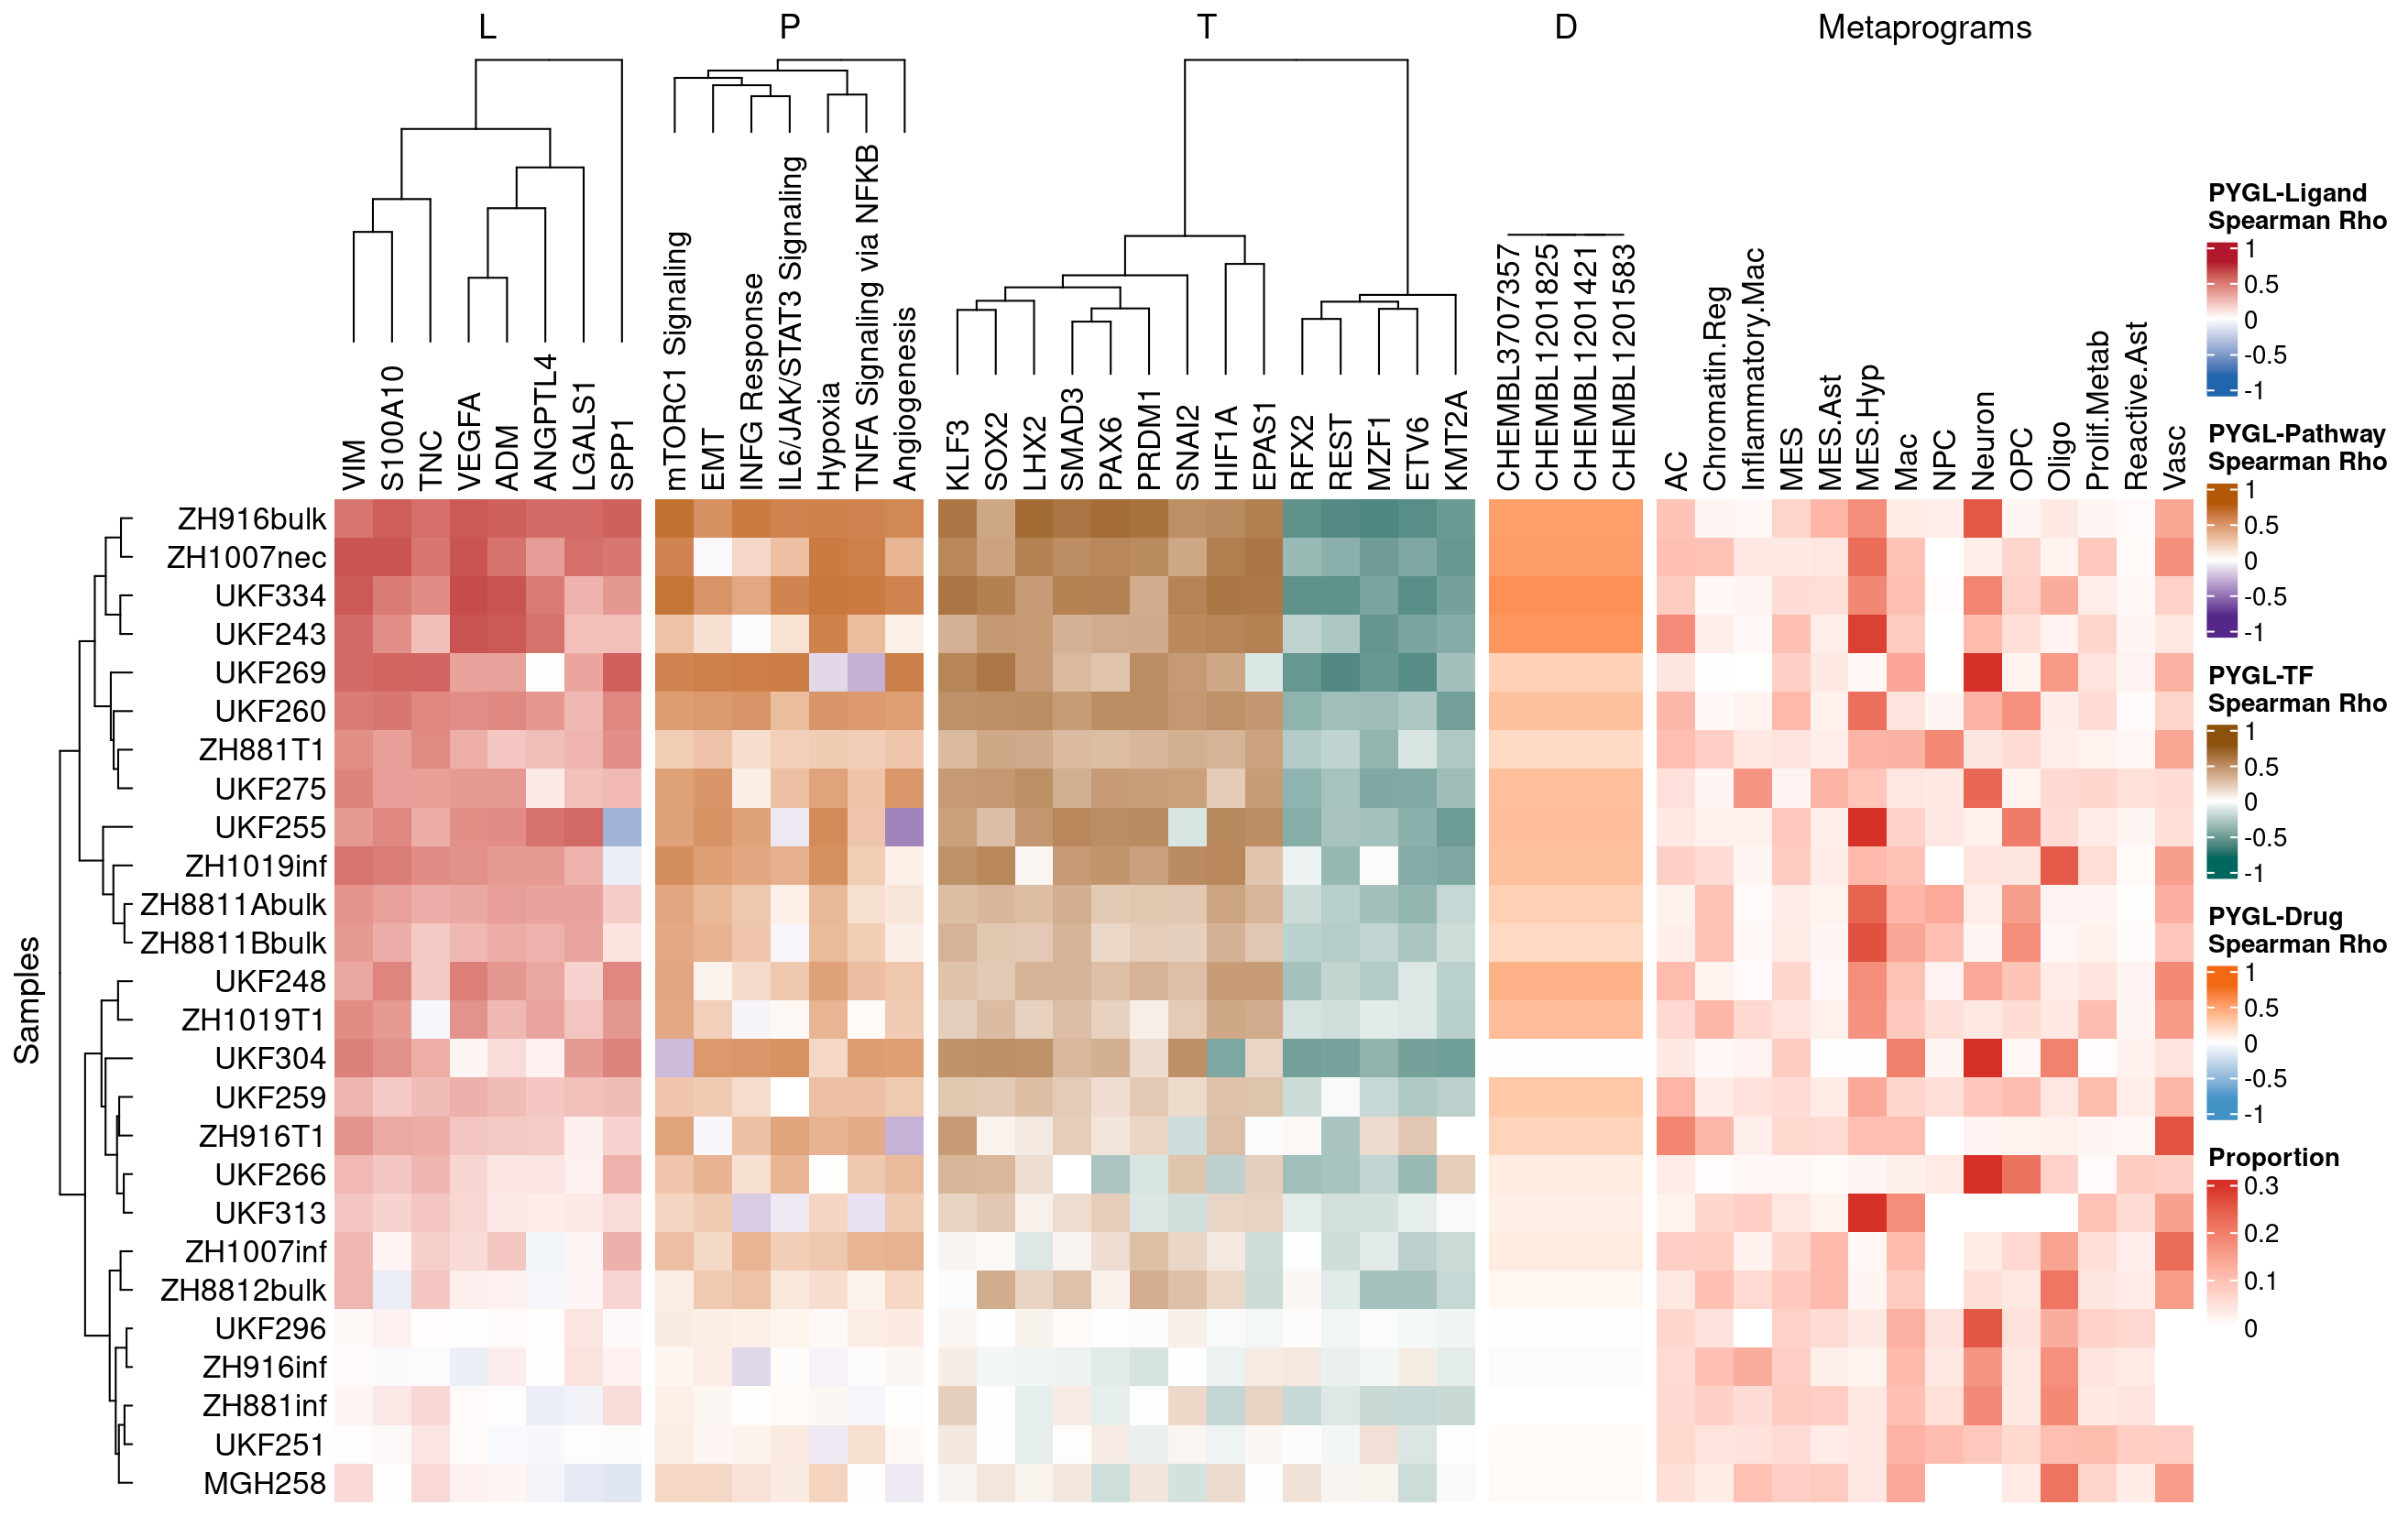 L
P
T
D
Metaprograms
VIM
S100A10
TNC
VEGFA
ADM
ANGPTL4
LGALS1
SPP1
mTORC1 Signaling
EMT
INFG Response
IL6/JAK/STAT3 Signaling
Hypoxia
TNFA Signaling via NFKB
Angiogenesis
KLF3
SOX2
LHX2
SMAD3
PAX6
PRDM1
SNAI2
HIF1A
EPAS1
RFX2
REST
MZF1
ETV6
KMT2A
CHEMBL3707357
CHEMBL1201825
CHEMBL1201421
CHEMBL1201583
AC
Chromatin.Reg
Inflammatory.Mac
MES
MES.Ast
MES.Hyp
Mac
NPC
Neuron
OPC
Oligo
Prolif.Metab
Reactive.Ast
Vasc
Samples
ZH916bulk
ZH1007nec
UKF334
UKF243
UKF269
UKF260
ZH881T1
UKF275
UKF255
ZH1019inf
ZH8811Abulk
ZH8811Bbulk
UKF248
ZH1019T1
UKF304
UKF259
ZH916T1
UKF266
UKF313
ZH1007inf
ZH8812bulk
UKF296
ZH916inf
ZH881inf
UKF251
MGH258
PYGL-Ligand
Spearman Rho
1
0.5
0
-0.5
-1
PYGL-Pathway
Spearman Rho
1
0.5
0
-0.5
-1
PYGL-TF
Spearman Rho
1
0.5
0
-0.5
-1
PYGL-Drug
Spearman Rho
1
0.5
0
-0.5
-1
Proportion
0.3
0.2
0.1
0